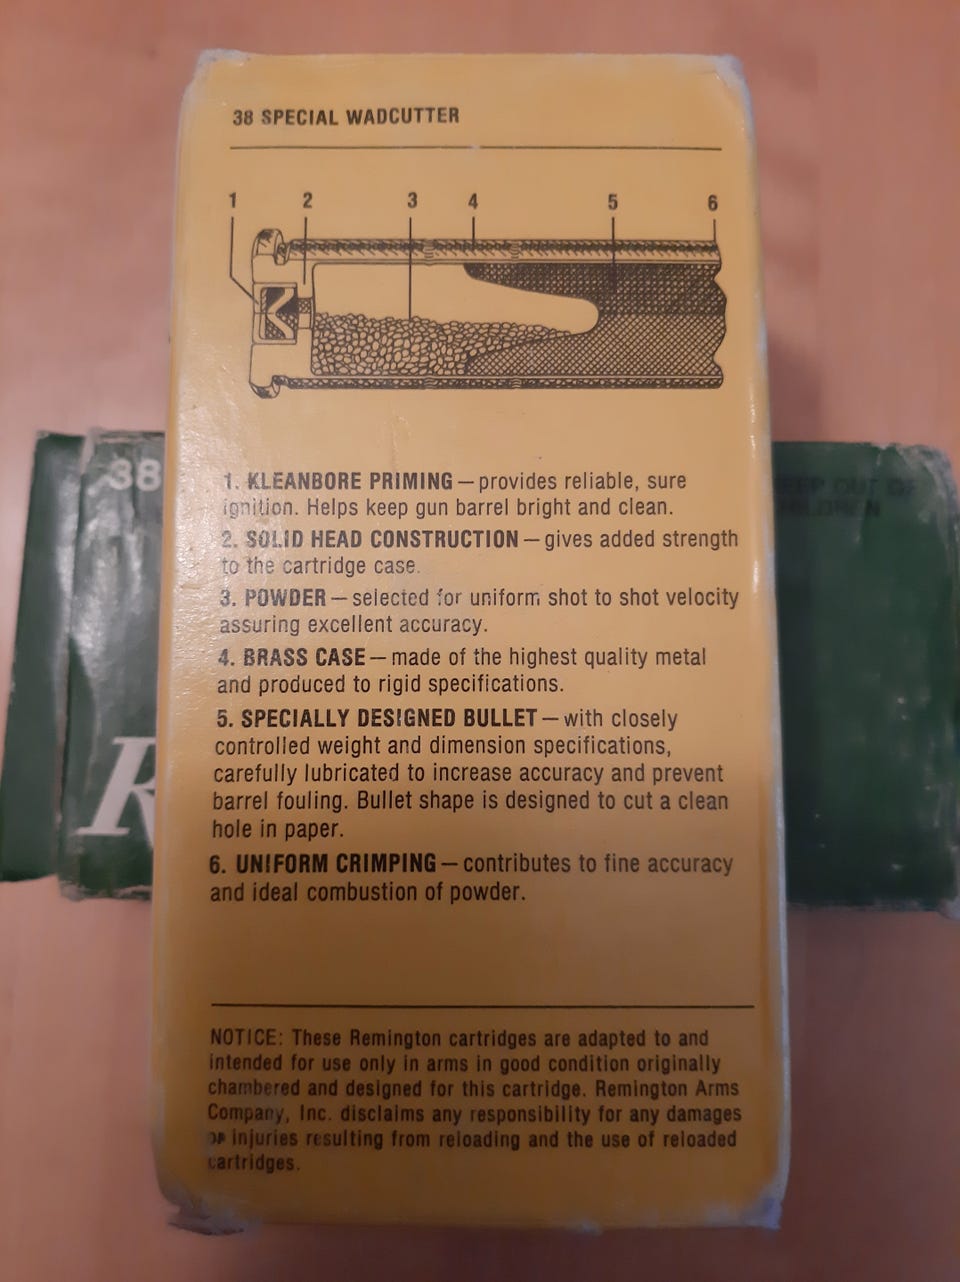 38 SPECIAL WADCUTTER
1 2 3 4 5 6
1. KLEANBORE PRIMING — provides reliable, sure
ignition. Helps keep gun barrel bright and clean.
2. SOLID HEAD CONSTRUCTION — gives added strength
to the cartridge case.
3. POWDER — selected for uniform shot to shot velocity
assuring excellent accuracy.
4. BRASS CASE — made of the highest quality metal
and produced to rigid specifications.
5. SPECIALLY DESIGNED BULLET — with closely
controlled weight and dimension specifications,
carefully lubricated to increase accuracy and prevent
barrel fouling. Bullet shape is designed to cut a clean
hole in paper.
6. UNIFORM CRIMPING — contributes to fine accuracy
and ideal combustion of powder.
NOTICE: These Remington cartridges are adapted to and
intended for use only in arms in good condition originally
chambered and designed for this cartridge. Remington Arms
Company, Inc. disclaims any responsibility for any damages
or injuries resulting from reloading and the use of reloaded
cartridges.
38
R
OUT OF